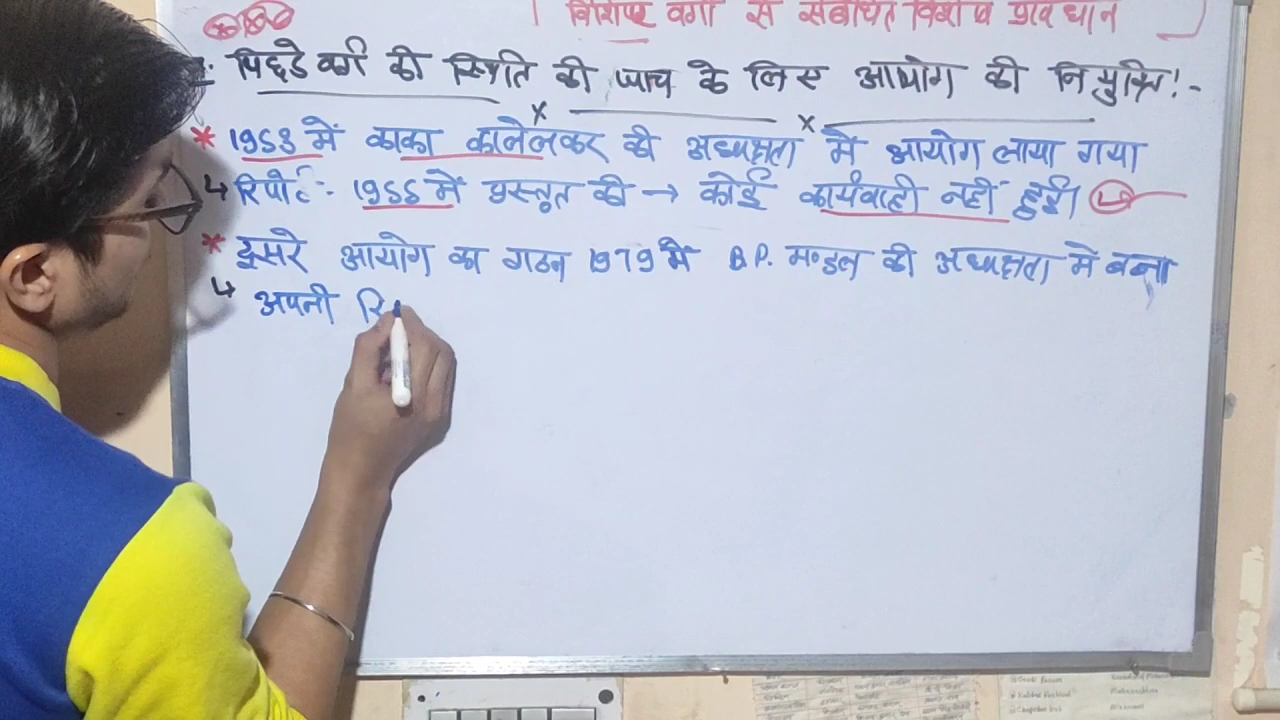 विशेष वर्गो से संबंधित विशेष प्रावधान
पिछडे वर्ग की स्थिति की जाच के लिए आयोग की नियुक्ति! -
* 1953 में काका कालेलकर की अध्यक्षता में आयोग लाया गया
↳ रिपोर्ट :- 1955 में प्रस्तुत की → कोई कार्यवाही नहीं हुई।
* दूसरे आयोग का गठन 1979 में B.P. मण्डल की अध्यक्षता में बना
↳ अपनी रि